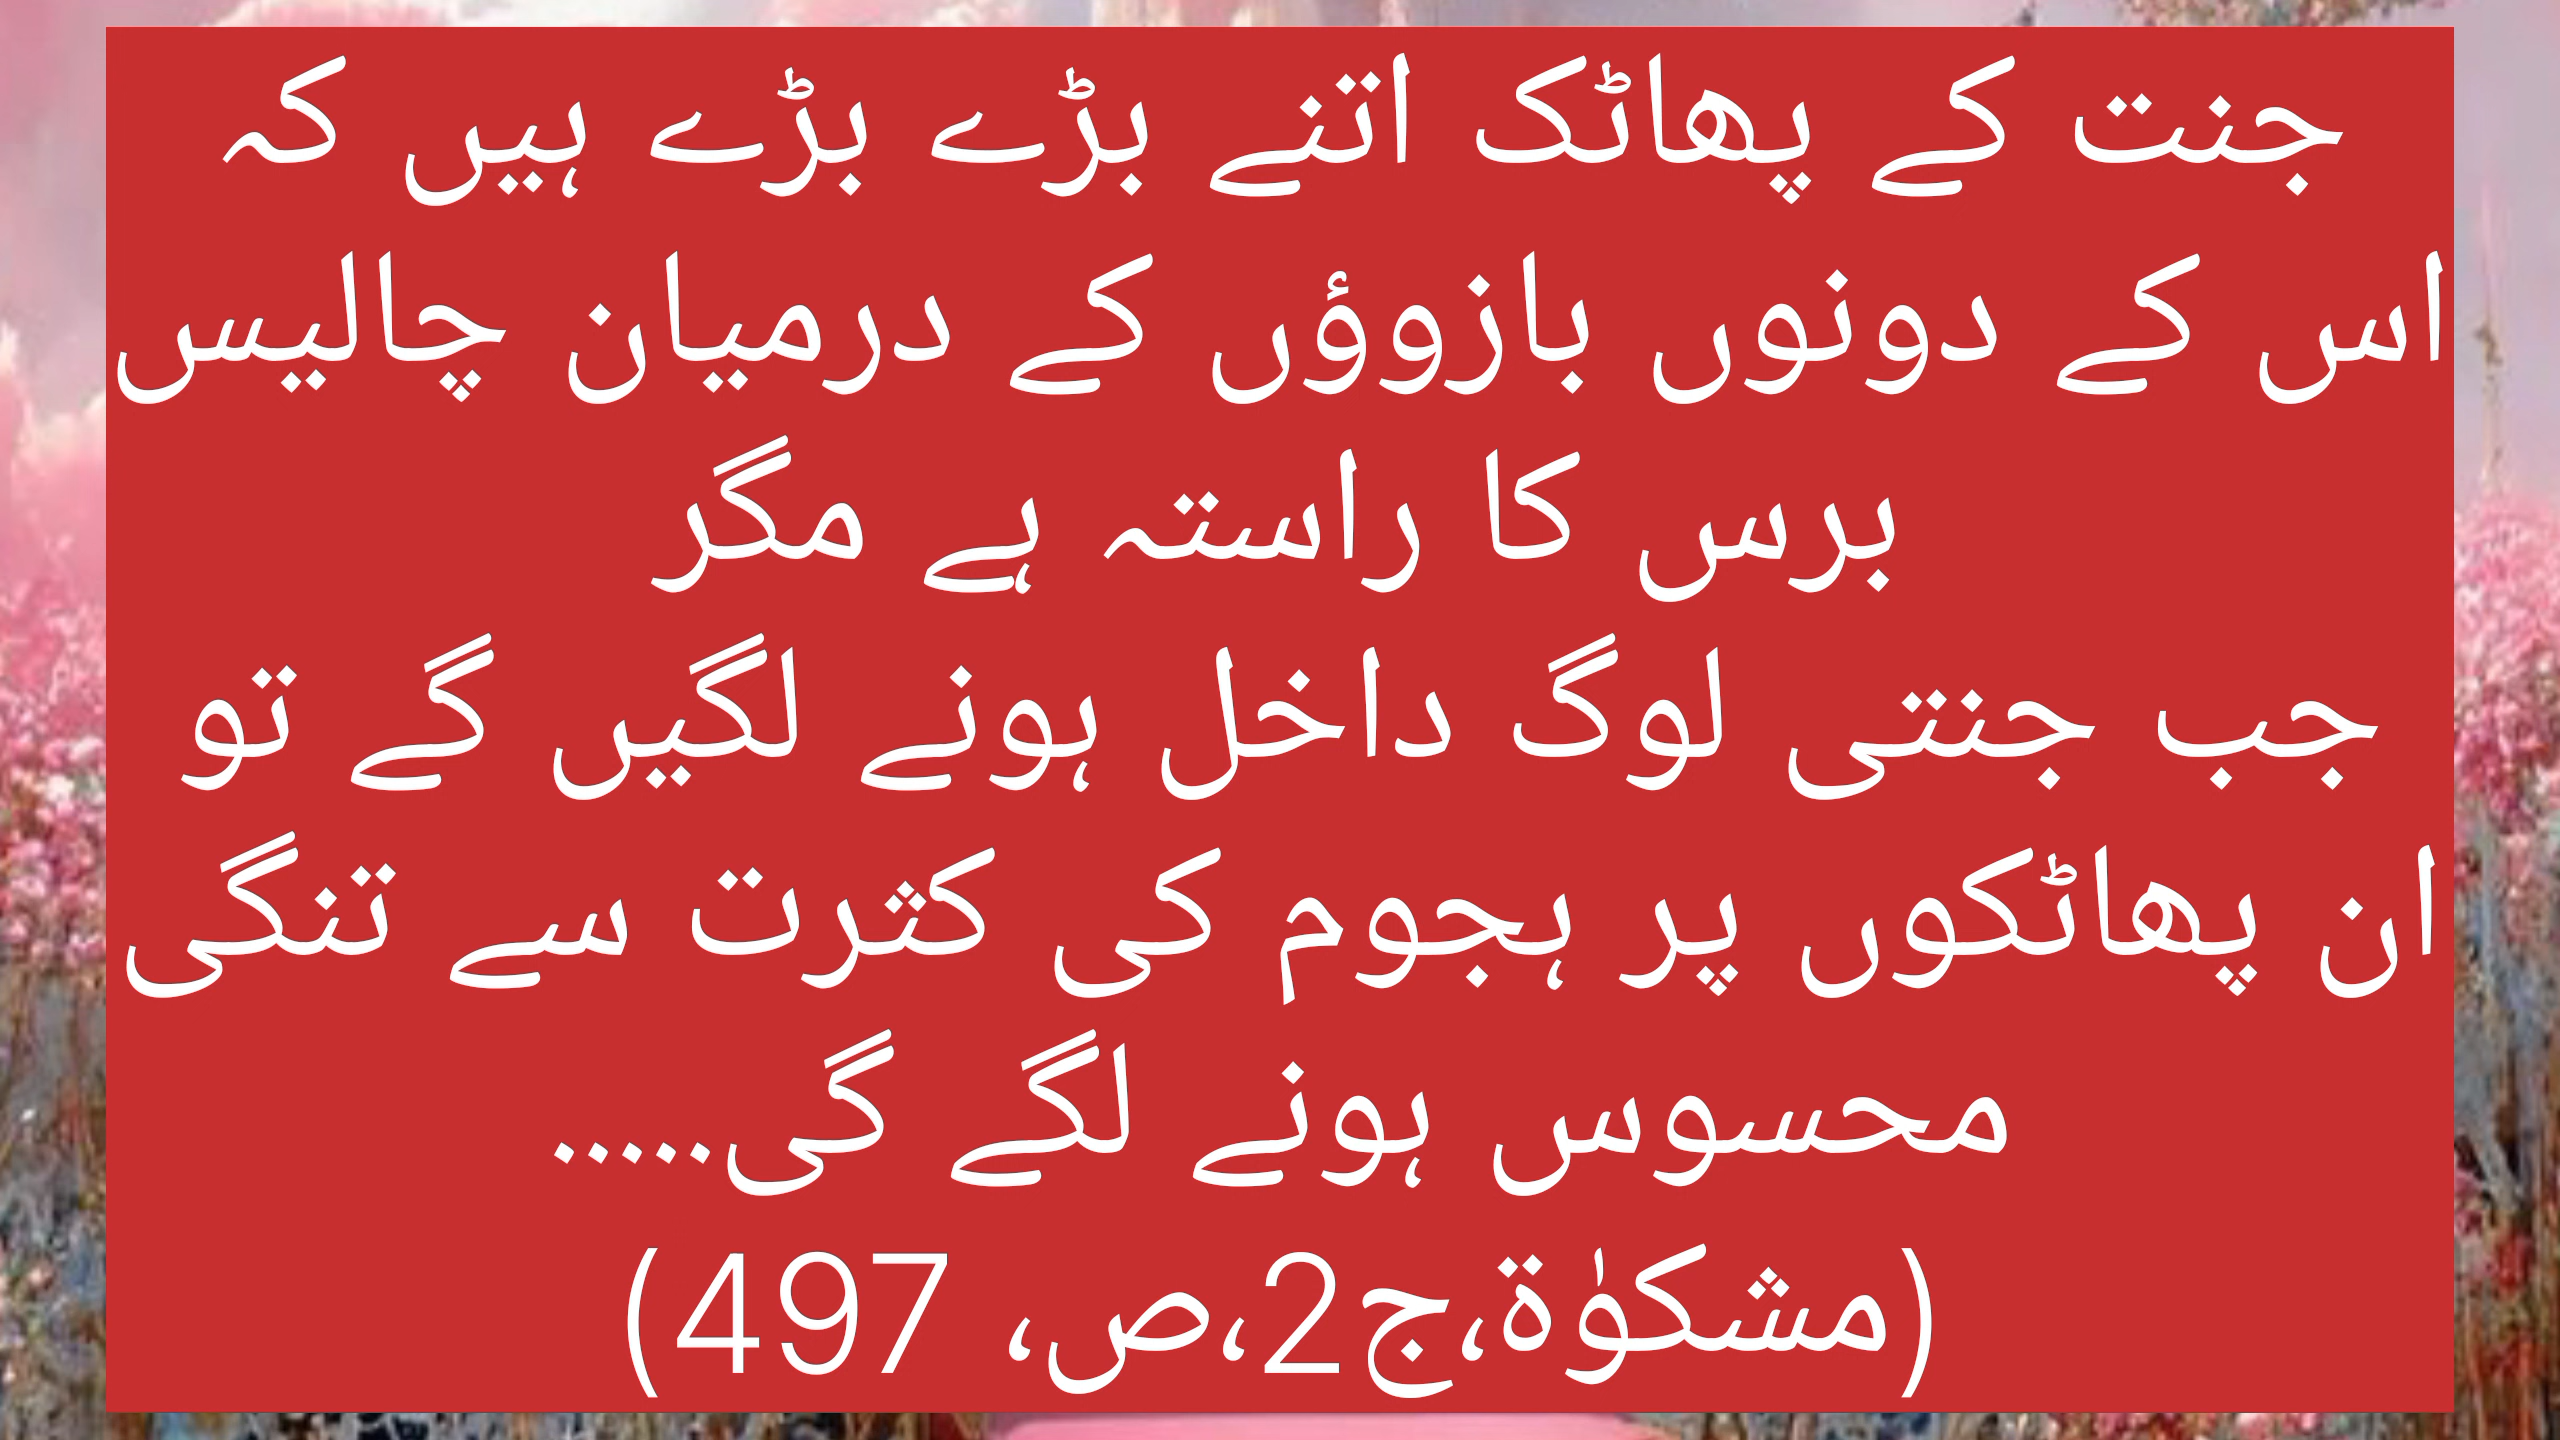 جنت کے پھاٹک اتنے بڑے بڑے ہیں کہ
اس کے دونوں بازوؤں کے درمیان چالیس
برس کا راستہ ہے مگر
جب جنتی لوگ داخل ہونے لگیں گے تو
ان پھاٹکوں پر ہجوم کی کثرت سے تنگی
محسوس ہونے لگے گی.....
(مشکوٰۃ،ج2،ص، 497)